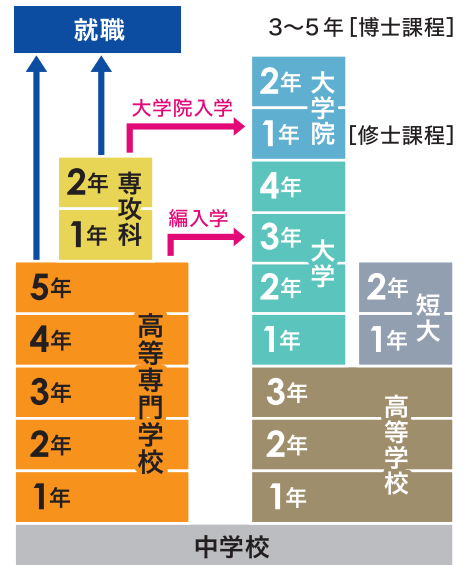 就職
3〜5年[博士課程]
大学院入学
2年
1年
大学院
[修士課程]
2年
1年
専攻科
編入学
4年
3年
2年
1年
大学
2年
1年
短大
5年
4年
3年
2年
1年
高等専門学校
3年
2年
1年
高等学校
中学校